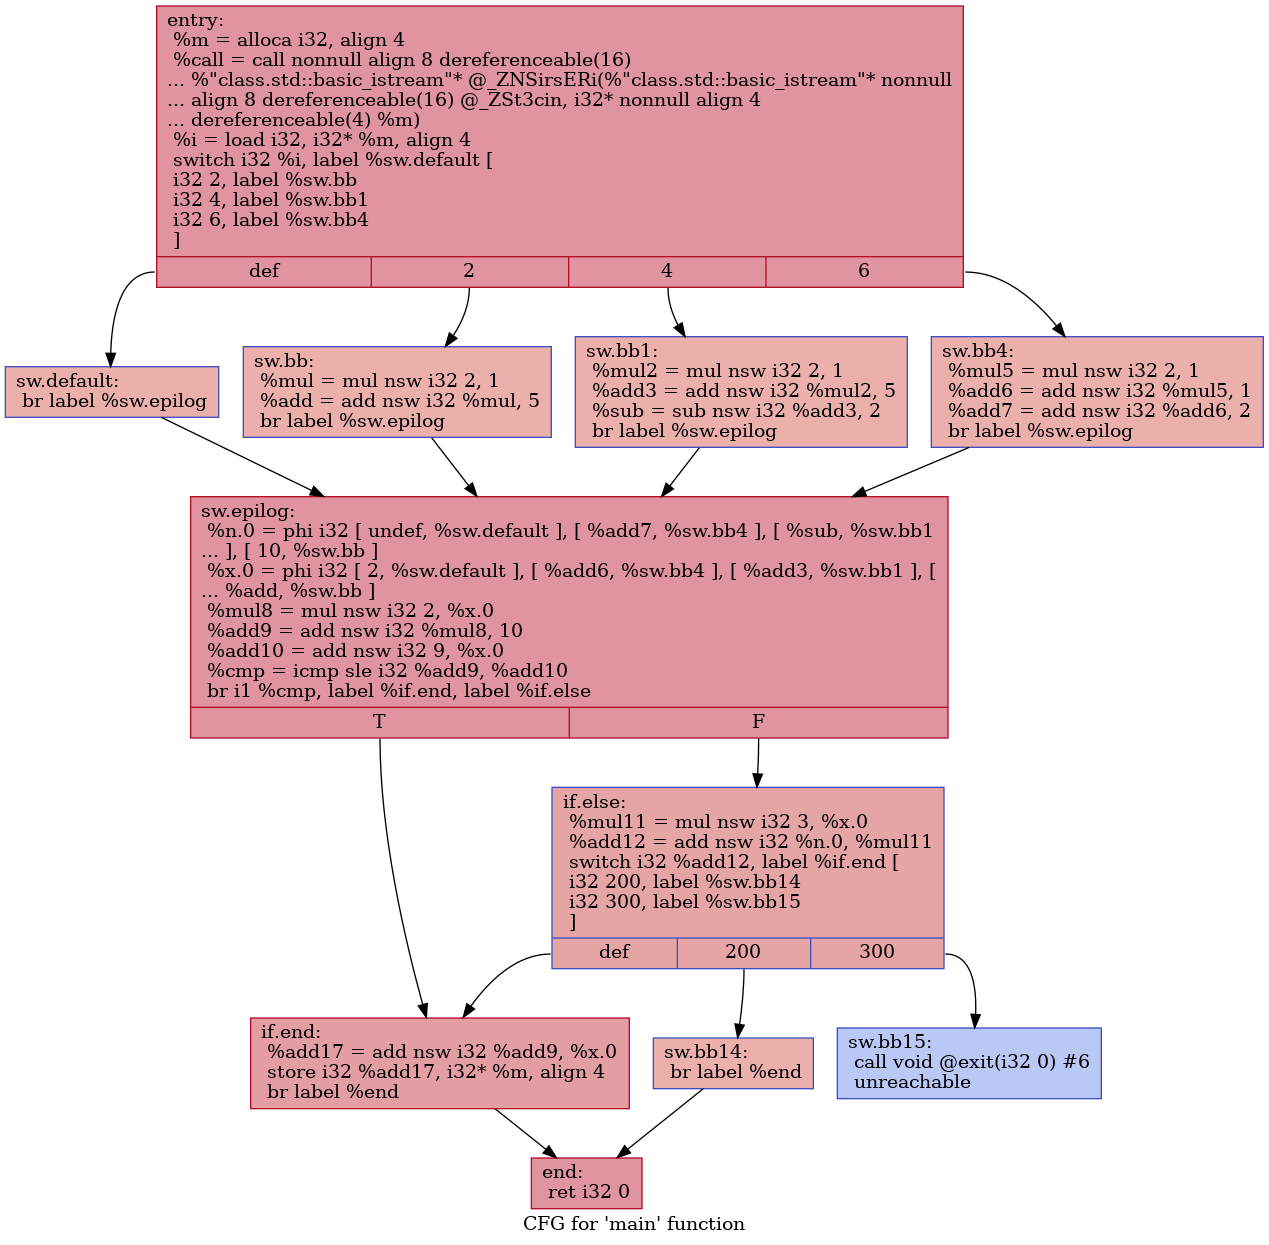 entry:
%m = alloca i32, align 4
%call = call nonnull align 8 dereferenceable(16)
... %"class.std::basic_istream"* @_ZNSirsERi(%"class.std::basic_istream"* nonnull
... align 8 dereferenceable(16) @_ZSt3cin, i32* nonnull align 4
... dereferenceable(4) %m)
%i = load i32, i32* %m, align 4
switch i32 %i, label %sw.default [
i32 2, label %sw.bb
i32 4, label %sw.bb1
i32 6, label %sw.bb4
]
def
2
4
6
sw.default:
br label %sw.epilog
sw.bb:
%mul = mul nsw i32 2, 1
%add = add nsw i32 %mul, 5
br label %sw.epilog
sw.bb1:
%mul2 = mul nsw i32 2, 1
%add3 = add nsw i32 %mul2, 5
%sub = sub nsw i32 %add3, 2
br label %sw.epilog
sw.bb4:
%mul5 = mul nsw i32 2, 1
%add6 = add nsw i32 %mul5, 1
%add7 = add nsw i32 %add6, 2
br label %sw.epilog
sw.epilog:
%n.0 = phi i32 [ undef, %sw.default ], [ %add7, %sw.bb4 ], [ %sub, %sw.bb1
... ], [ 10, %sw.bb ]
%x.0 = phi i32 [ 2, %sw.default ], [ %add6, %sw.bb4 ], [ %add3, %sw.bb1 ], [
... %add, %sw.bb ]
%mul8 = mul nsw i32 2, %x.0
%add9 = add nsw i32 %mul8, 10
%add10 = add nsw i32 9, %x.0
%cmp = icmp sle i32 %add9, %add10
br i1 %cmp, label %if.end, label %if.else
T
F
if.else:
%mul11 = mul nsw i32 3, %x.0
%add12 = add nsw i32 %n.0, %mul11
switch i32 %add12, label %if.end [
i32 200, label %sw.bb14
i32 300, label %sw.bb15
]
def
200
300
if.end:
%add17 = add nsw i32 %add9, %x.0
store i32 %add17, i32* %m, align 4
br label %end
sw.bb14:
br label %end
sw.bb15:
call void @exit(i32 0) #6
unreachable
end:
ret i32 0
CFG for 'main' function